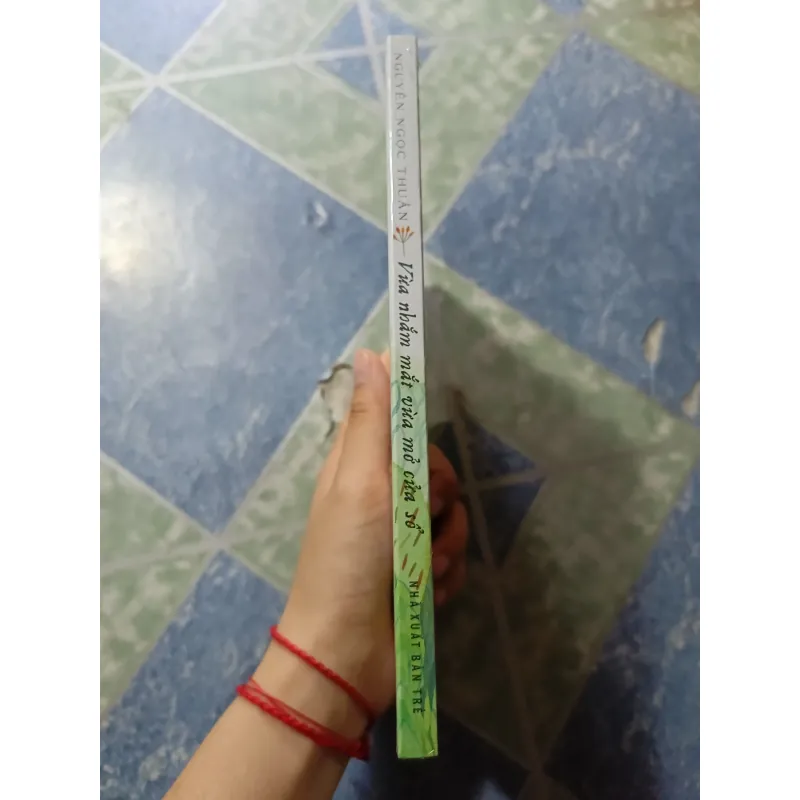 NGUYỄN NGỌC THUẦN
Vừa nhắm mắt vừa mở cửa sổ
NHÀ XUẤT BẢN TRẺ